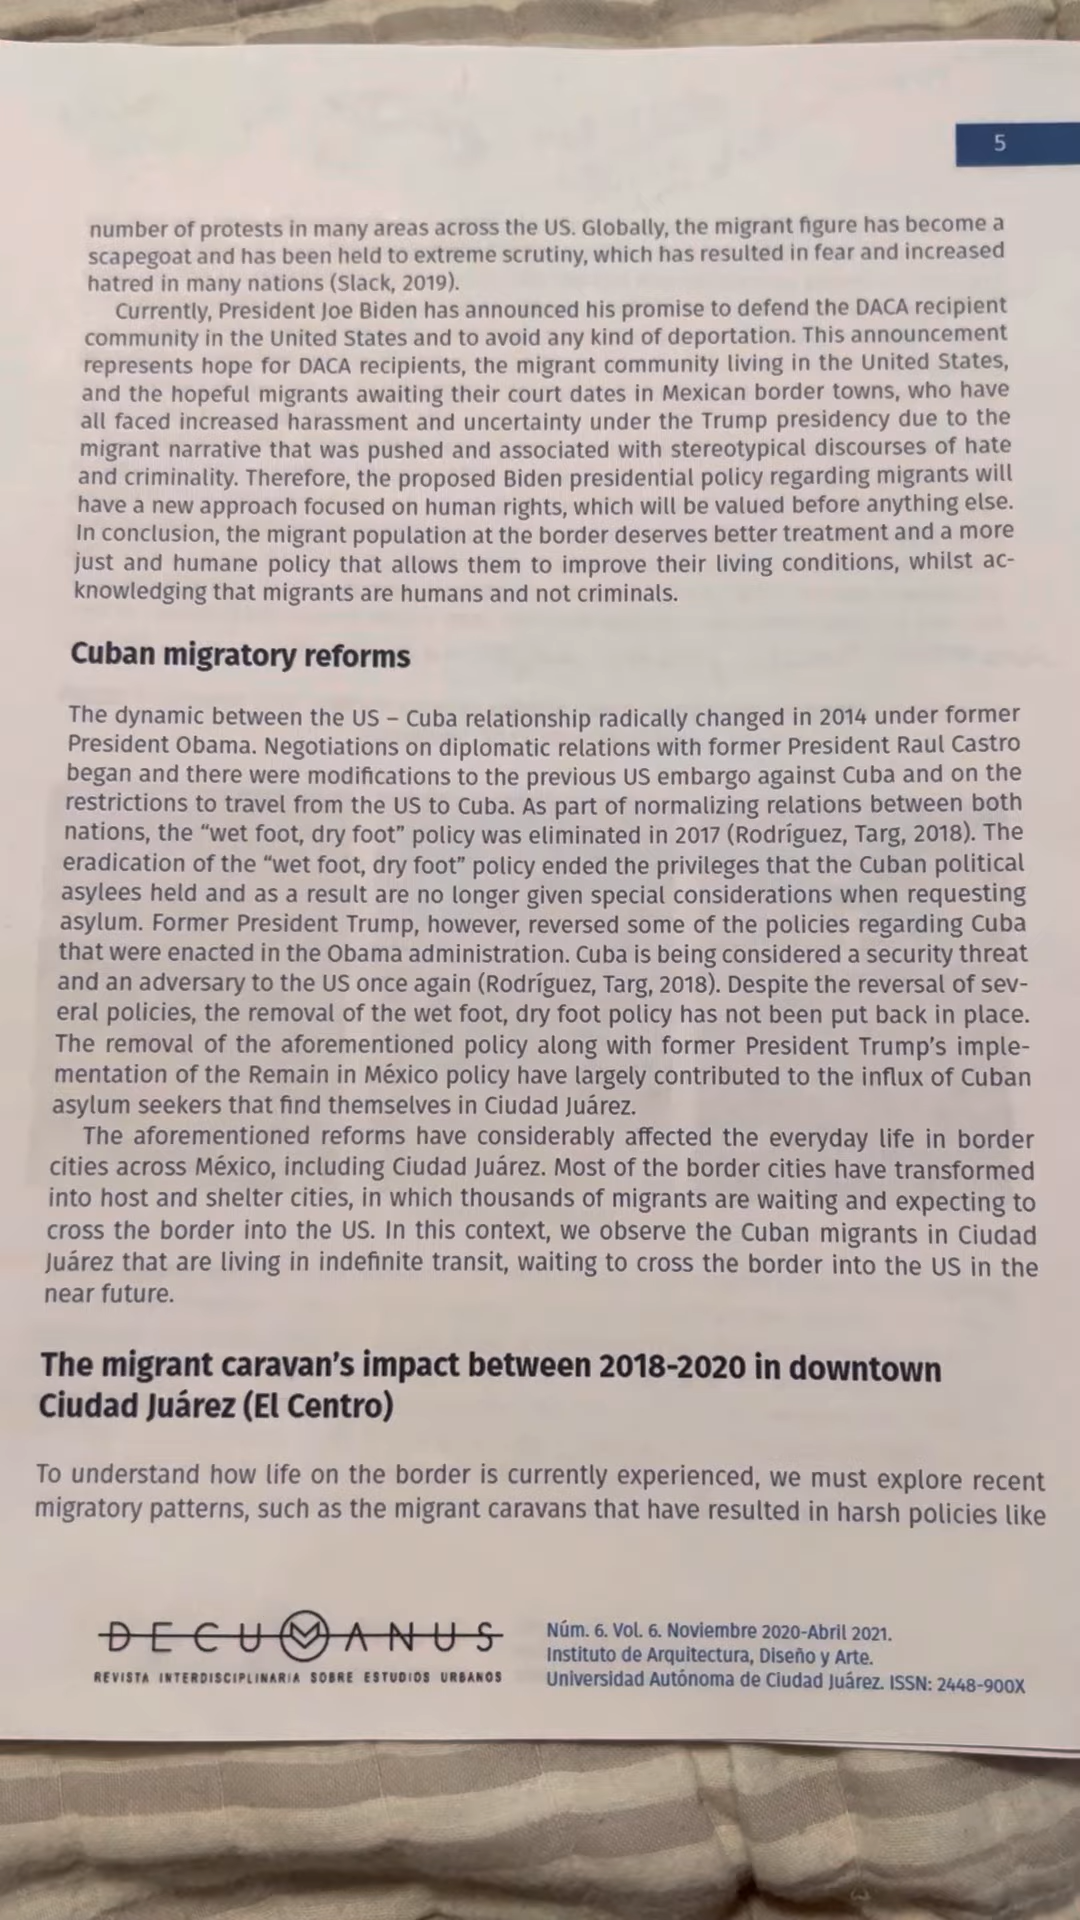 5
number of protests in many areas across the US. Globally, the migrant figure has become a
scapegoat and has been held to extreme scrutiny, which has resulted in fear and increased
hatred in many nations (Slack, 2019).
Currently, President Joe Biden has announced his promise to defend the DACA recipient
community in the United States and to avoid any kind of deportation. This announcement
represents hope for DACA recipients, the migrant community living in the United States,
and the hopeful migrants awaiting their court dates in Mexican border towns, who have
all faced increased harassment and uncertainty under the Trump presidency due to the
migrant narrative that was pushed and associated with stereotypical discourses of hate
and criminality. Therefore, the proposed Biden presidential policy regarding migrants will
have a new approach focused on human rights, which will be valued before anything else.
In conclusion, the migrant population at the border deserves better treatment and a more
just and humane policy that allows them to improve their living conditions, whilst ac-
knowledging that migrants are humans and not criminals.
Cuban migratory reforms
The dynamic between the US – Cuba relationship radically changed in 2014 under former
President Obama. Negotiations on diplomatic relations with former President Raul Castro
began and there were modifications to the previous US embargo against Cuba and on the
restrictions to travel from the US to Cuba. As part of normalizing relations between both
nations, the “wet foot, dry foot” policy was eliminated in 2017 (Rodríguez, Targ, 2018). The
eradication of the “wet foot, dry foot” policy ended the privileges that the Cuban political
asylees held and as a result are no longer given special considerations when requesting
asylum. Former President Trump, however, reversed some of the policies regarding Cuba
that were enacted in the Obama administration. Cuba is being considered a security threat
and an adversary to the US once again (Rodríguez, Targ, 2018). Despite the reversal of sev-
eral policies, the removal of the wet foot, dry foot policy has not been put back in place.
The removal of the aforementioned policy along with former President Trump’s imple-
mentation of the Remain in México policy have largely contributed to the influx of Cuban
asylum seekers that find themselves in Ciudad Juárez.
The aforementioned reforms have considerably affected the everyday life in border
cities across México, including Ciudad Juárez. Most of the border cities have transformed
into host and shelter cities, in which thousands of migrants are waiting and expecting to
cross the border into the US. In this context, we observe the Cuban migrants in Ciudad
Juárez that are living in indefinite transit, waiting to cross the border into the US in the
near future.
The migrant caravan’s impact between 2018-2020 in downtown
Ciudad Juárez (El Centro)
To understand how life on the border is currently experienced, we must explore recent
migratory patterns, such as the migrant caravans that have resulted in harsh policies like
DECUMANUS
REVISTA INTERDISCIPLINARIA SOBRE ESTUDIOS URBANOS
Núm. 6. Vol. 6. Noviembre 2020-Abril 2021.
Instituto de Arquitectura, Diseño y Arte.
Universidad Autónoma de Ciudad Juárez. ISSN: 2448-900X